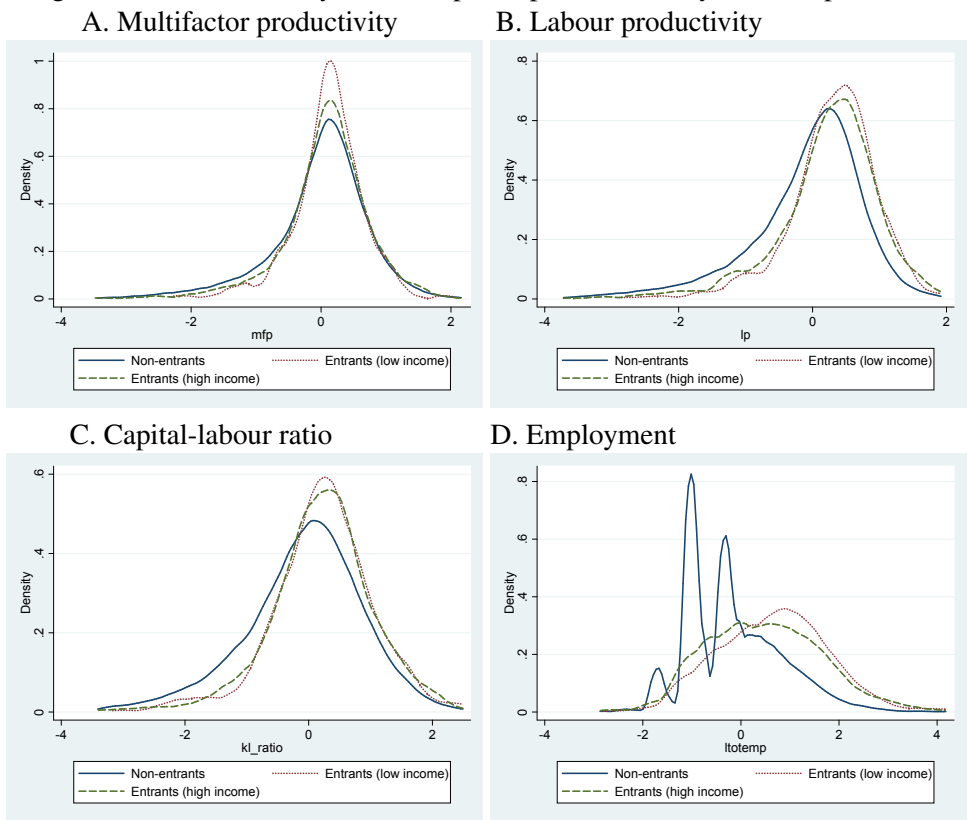 A. Multifactor productivity
B. Labour productivity
Density
0 .2 .4 .6 .8 1
-4 -2 0 2
mfp
Non-entrants Entrants (low income)
Entrants (high income)
Density
0 .2 .4 .6 .8
-4 -2 0 2
lp
Non-entrants Entrants (low income)
Entrants (high income)
C. Capital-labour ratio
D. Employment
Density
0 .2 .4 .6
-4 -2 0 2
kl_ratio
Non-entrants Entrants (low income)
Entrants (high income)
Density
0 .2 .4 .6 .8
-4 -2 0 2 4
ltotemp
Non-entrants Entrants (low income)
Entrants (high income)